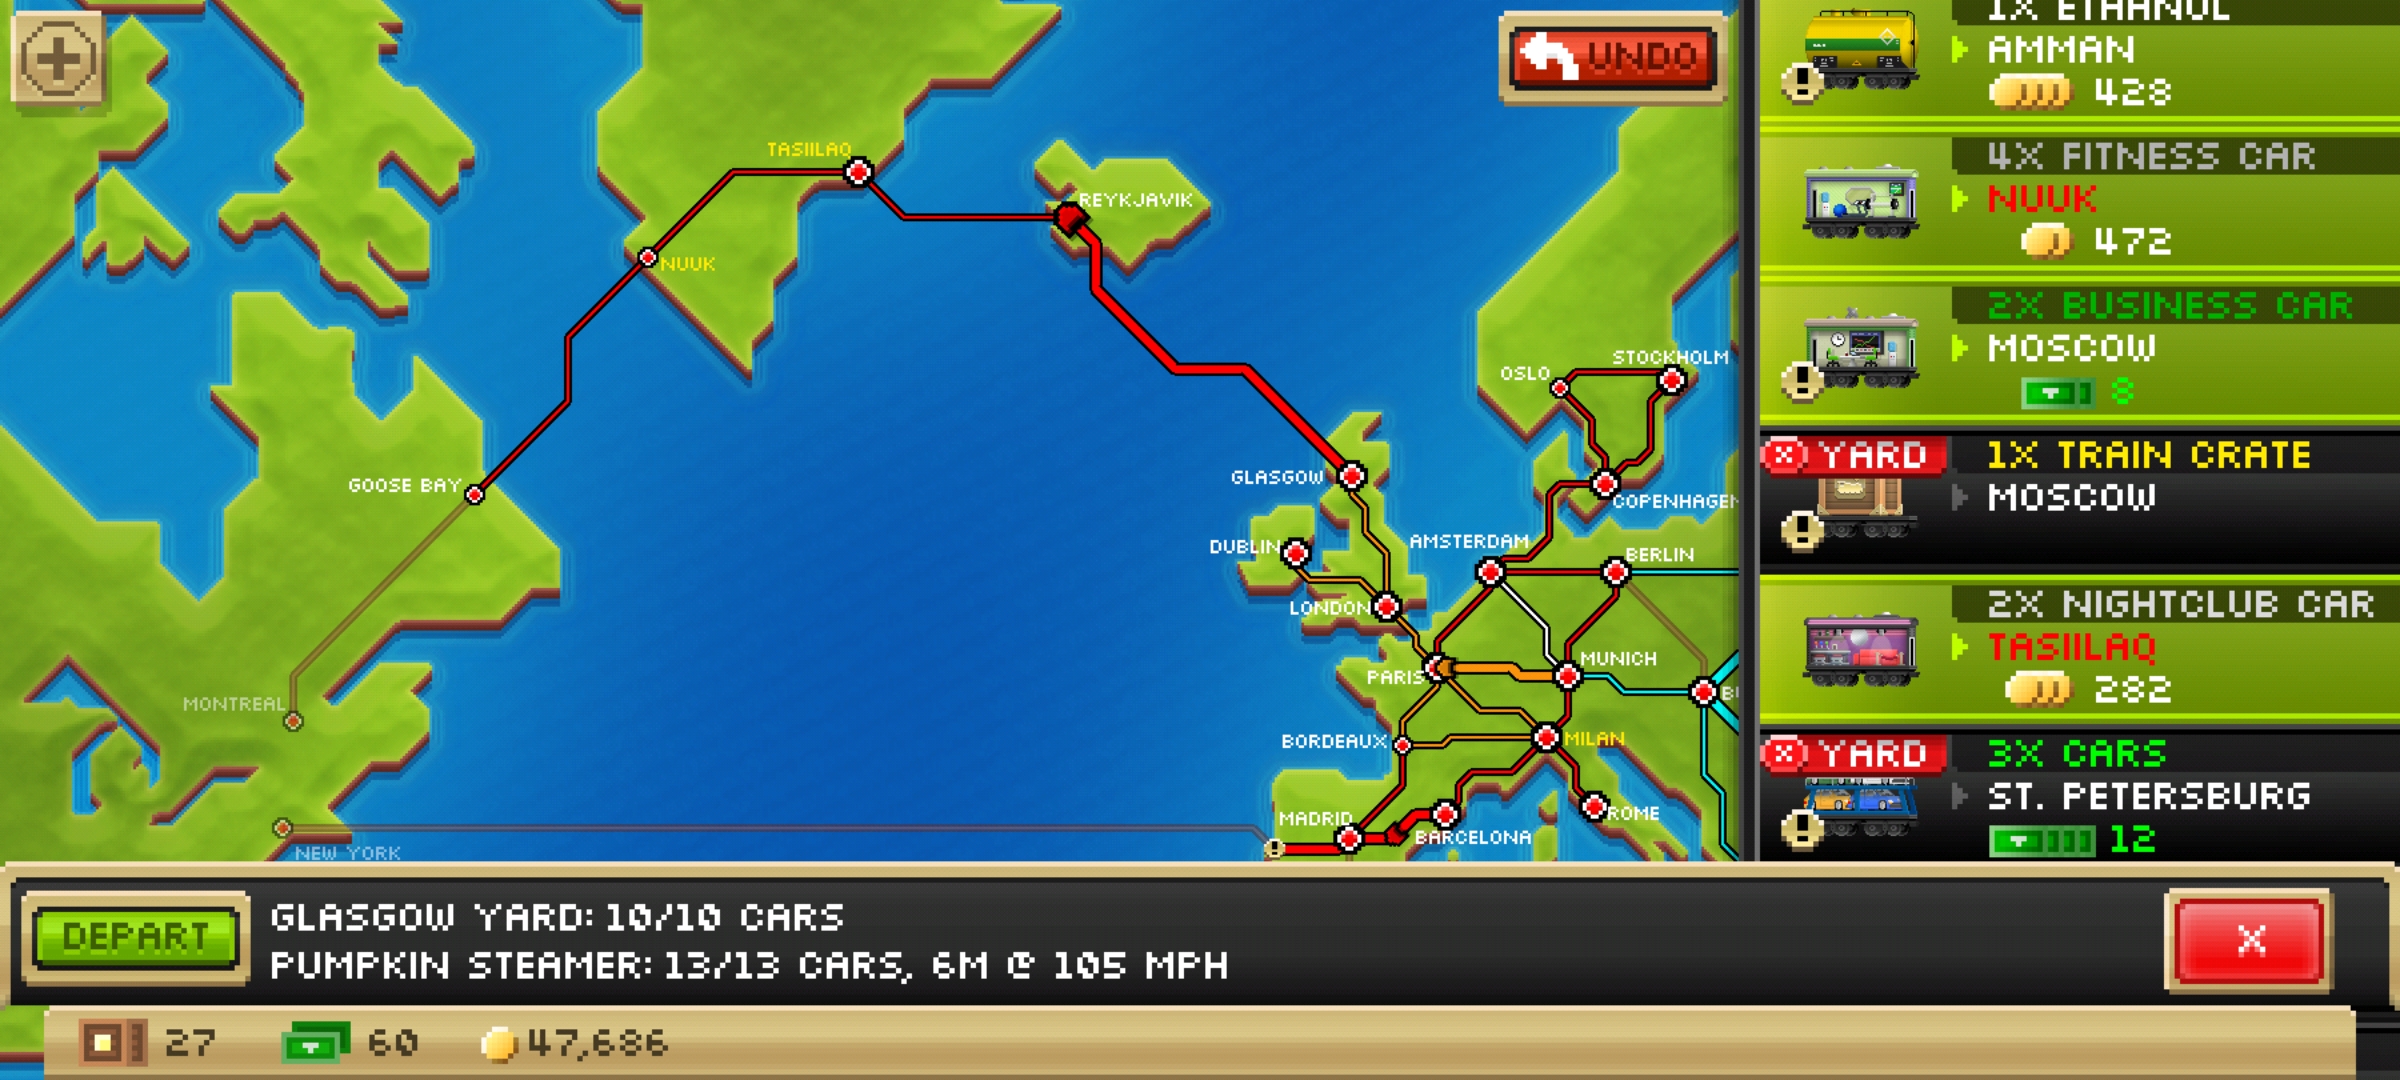 UNDO
TASIILAQ
REYKJAVIK
NUUK
STOCKHOLM
OSLO
GOOSE BAY
GLASGOW
COPENHAGEN
AMSTERDAM
DUBLIN
BERLIN
LONDON
MUNICH
PARIS
MONTREAL
BORDEAUX
MILAN
MADRID
ROME
BARCELONA
NEW YORK
1X ETHANOL
AMMAN
428
4X FITNESS CAR
NUUK
472
2X BUSINESS CAR
MOSCOW
8
YARD
1X TRAIN CRATE
MOSCOW
2X NIGHTCLUB CAR
TASIILAQ
282
YARD
3X CARS
ST. PETERSBURG
12
DEPART
GLASGOW YARD: 10/10 CARS
PUMPKIN STEAMER: 13/13 CARS, 6M @ 105 MPH
X
27
60
47,686